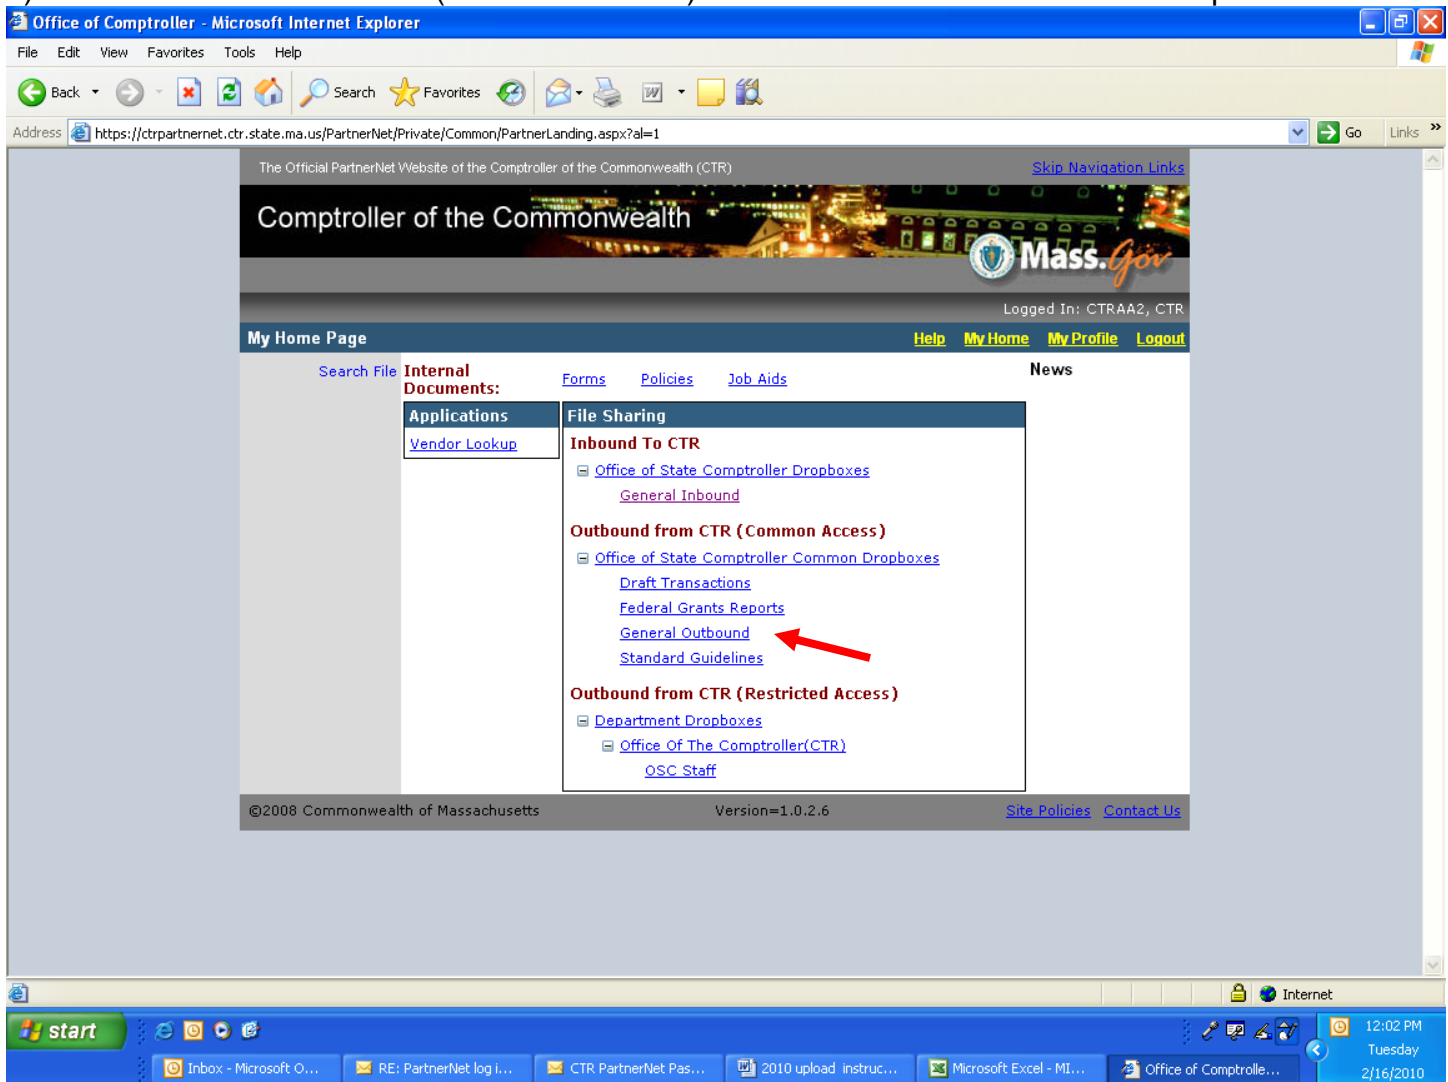 Office of Comptroller - Microsoft Internet Explorer
File Edit View Favorites Tools Help
Back Search Favorites
Address https://ctrpartnernet.ctr.state.ma.us/PartnerNet/Private/Common/PartnerLanding.aspx?al=1 Go Links »
The Official PartnerNet Website of the Comptroller of the Commonwealth (CTR) Skip Navigation Links
Comptroller of the Commonwealth
Mass.Gov
Logged In: CTRAA2, CTR
My Home Page Help My Home My Profile Logout
Search File Internal Documents: Forms Policies Job Aids News
Applications File Sharing
Vendor Lookup Inbound To CTR
Office of State Comptroller Dropboxes
General Inbound
Outbound from CTR (Common Access)
Office of State Comptroller Common Dropboxes
Draft Transactions
Federal Grants Reports
General Outbound
Standard Guidelines
Outbound from CTR (Restricted Access)
Department Dropboxes
Office Of The Comptroller(CTR)
OSC Staff
©2008 Commonwealth of Massachusetts Version=1.0.2.6 Site Policies Contact Us
Internet
start 12:02 PM
Tuesday
Inbox - Microsoft O... RE: PartnerNet log i... CTR PartnerNet Pas... 2010 upload instruc... Microsoft Excel - MI... Office of Comptrolle... 2/16/2010